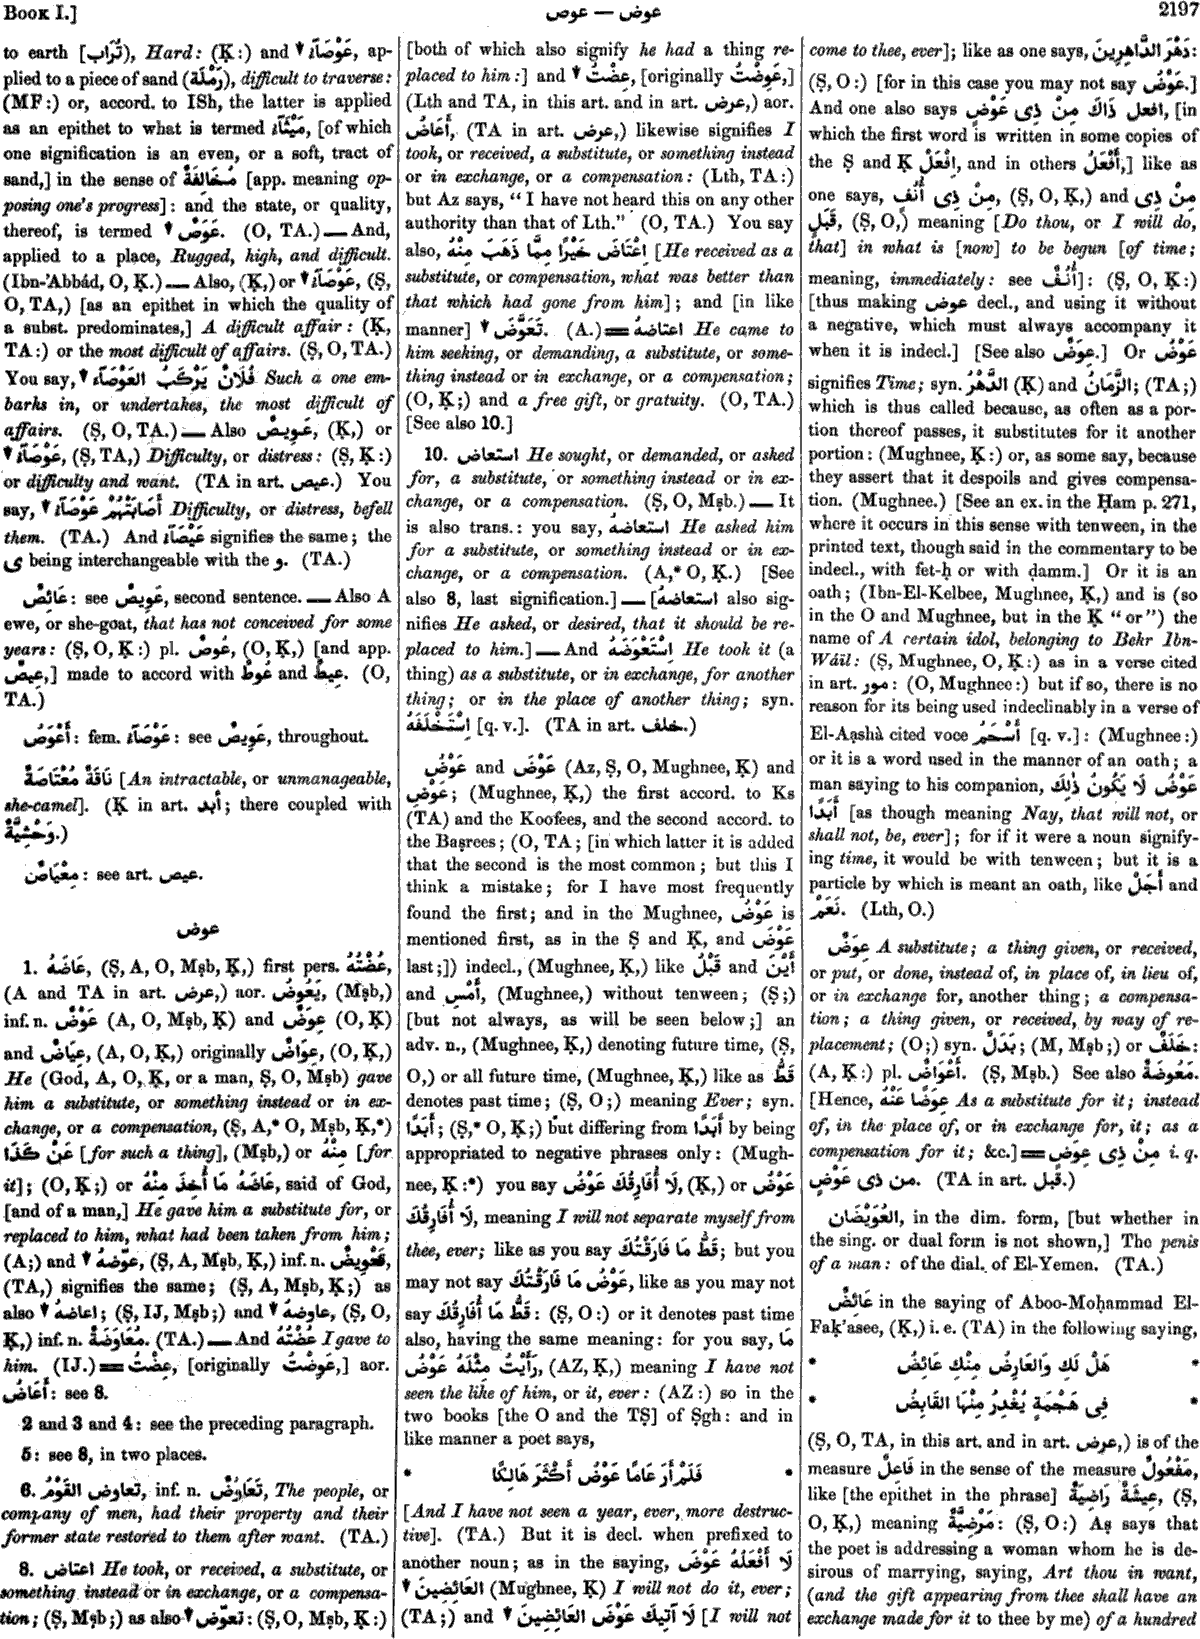 Book I.]
عوص — عوض
2197
to earth [تُرَاب), Hard: (Ḳ:) and ▾ عَوْصَآءُ, ap-
plied to a piece of sand (رَمْلَة), difficult to traverse:
(MF:) or, accord. to ISh, the latter is applied
as an epithet to what is termed مَيْثَآء, [of which
one signification is an even, or a soft, tract of
sand,] in the sense of مُخَالِفَةٌ [app. meaning op-
posing one's progress]: and the state, or quality,
thereof, is termed ▾ عَوَصٌ. (O, TA.) — And,
applied to a place, Rugged, high, and difficult.
(Ibn-'Abbád, O, Ḳ.) — Also, (Ḳ,) or ▾ عَوْصَآءُ, (Ṣ,
O, TA,) [as an epithet in which the quality of
a subst. predominates,] A difficult affair: (Ḳ,
TA:) or the most difficult of affairs. (Ṣ, O, TA.)
You say, ▾ فُلَانٌ يَرْكَبُ العَوْصَآءَ Such a one em-
barks in, or undertakes, the most difficult of
affairs. (Ṣ, O, TA.) — Also عَوِيصٌ, (Ḳ,) or
▾ عَوْصَآءُ, (Ṣ, TA,) Difficulty, or distress: (Ṣ, Ḳ:)
or difficulty and want. (TA in art. عيص.) You
say, ▾ أَصَابَتْهُمْ عَوْصَآءُ Difficulty, or distress, befell
them. (TA.) And عَيْصَآءُ signifies the same; the
ى being interchangeable with the و. (TA.)
عَائِصٌ: see عَوِيصٌ, second sentence. — Also A
ewe, or she-goat, that has not conceived for some
years: (Ṣ, O, Ḳ:) pl. عُوصٌ, (O, Ḳ,) [and app.
عِيصٌ,] made to accord with عُوطٌ and عِيطٌ. (O,
TA.)
أَعْوَصُ: fem. عَوْصَآءُ: see عَوِيصٌ, throughout.
نَاقَةٌ مُعْتَاصَةٌ [An intractable, or unmanageable,
she-camel]. (Ḳ in art. أبد; there coupled with
وَحْشِيَّةٌ.)
مِعْيَاصٌ: see art. عيص.
عوض
1. عَاضَهُ, (Ṣ, A, O, Mṣb, Ḳ,) first pers. عُضْتُهُ,
(A and TA in art. عرض,) aor. يَعُوضُ, (Mṣb,)
inf. n. عَوْضٌ (A, O, Mṣb, Ḳ) and عِوَضٌ (O, Ḳ)
and عِيَاضٌ, (A, O, Ḳ,) originally عِوَاضٌ, (O, Ḳ,)
He (God, A, O, Ḳ, or a man, Ṣ, O, Mṣb) gave
him a substitute, or something instead or in ex-
change, or a compensation, (Ṣ, A,* O, Mṣb, Ḳ,*)
عَنْ كَذَا [for such a thing], (Mṣb,) or مِنْهُ [for
it]; (O, Ḳ;) or عَاضَهُ مَا أُخِذَ مِنْهُ, said of God,
[and of a man,] He gave him a substitute for, or
replaced to him, what had been taken from him;
(A;) and ▾ عوّضهُ, (Ṣ, A, Mṣb, Ḳ,) inf. n. تَعْوِيضٌ,
(TA,) signifies the same; (Ṣ, A, Mṣb, Ḳ;) as
also ▾ اعاضهُ; (Ṣ, IJ, Mṣb;) and ▾ عاوضهُ, (Ṣ, O,
Ḳ,) inf. n. مُعَاوَضَةٌ. (TA.) — And عُضْتُهُ I gave to
him. (IJ.) = عِضْتُ, [originally عَوِضْتُ,] aor.
أَعَاضُ: see 8.
2 and 3 and 4: see the preceding paragraph.
5: see 8, in two places.
6. تعاوض القَوْمُ, inf. n. تَعَاوُضٌ, The people, or
company of men, had their property and their
former state restored to them after want. (TA.)
8. اعتاض He took, or received, a substitute, or
something instead or in exchange, or a compensa-
tion; (Ṣ, Mṣb;) as also ▾ تعوّض: (Ṣ, O, Mṣb, Ḳ:)
[both of which also signify he had a thing re-
placed to him:] and ▾ عِضْتُ, [originally عَوِضْتُ,]
(Lth and TA, in this art. and in art. عرض,) aor.
أَعَاضُ, (TA in art. عرض,) likewise signifies I
took, or received, a substitute, or something instead
or in exchange, or a compensation: (Lth, TA:)
but Az says, "I have not heard this on any other
authority than that of Lth." (O, TA.) You say
also, اعْتَاضَ خَيْرًا مِمَّا ذَهَبَ مِنْهُ [He received as a
substitute, or compensation, what was better than
that which had gone from him]; and [in like
manner] ▾ تَعَوَّضَ. (A.) = اعتاضهُ He came to
him seeking, or demanding, a substitute, or some-
thing instead or in exchange, or a compensation;
(O, Ḳ;) and a free gift, or gratuity. (O, TA.)
[See also 10.]
10. استعاض He sought, or demanded, or asked
for, a substitute, or something instead or in ex-
change, or a compensation. (Ṣ, O, Mṣb.) — It
is also trans.: you say, استعاضهُ He asked him
for a substitute, or something instead or in ex-
change, or a compensation. (A,* O, Ḳ.) [See
also 8, last signification.] — [استعاضهُ also sig-
nifies He asked, or desired, that it should be re-
placed to him.] — And اِسْتَعْوَضَهُ He took it (a
thing) as a substitute, or in exchange, for another
thing; or in the place of another thing; syn.
اِسْتَخْلَفَهُ [q. v.]. (TA in art. خلف.)
عَوْضُ and عَوْضَ (Az, Ṣ, O, Mughnee, Ḳ) and
عَوْضِ; (Mughnee, Ḳ,) the first accord. to Ks
(TA) and the Koofees, and the second accord. to
the Baṣrees; (O, TA; [in which latter it is added
that the second is the most common; but this I
think a mistake; for I have most frequently
found the first; and in the Mughnee, عَوْضُ is
mentioned first, as in the Ṣ and Ḳ, and عَوْضَ
last;]) indecl., (Mughnee, Ḳ,) like قَبْلُ and أَيْنَ
and أَمْسِ, (Mughnee,) without tenween; (Ṣ;)
[but not always, as will be seen below;] an
adv. n., (Mughnee, Ḳ,) denoting future time, (Ṣ,
O,) or all future time, (Mughnee, Ḳ,) like as قَطُّ
denotes past time; (Ṣ, O;) meaning Ever; syn.
أَبَدًا; (Ṣ,* O, Ḳ;) but differing from أَبَدًا by being
appropriated to negative phrases only: (Mugh-
nee, Ḳ:*) you say لَا أُفَارِقُكَ عَوْضُ, (Ḳ,) or عَوْضُ
لَا أُفَارِقُكَ, meaning I will not separate myself from
thee, ever; like as you say قَطُّ مَا فَارَقْتُكَ; but you
may not say عَوْضُ مَا فَارَقْتُكَ, like as you may not
say قَطُّ مَا أُفَارِقُكَ: (Ṣ, O:) or it denotes past time
also, having the same meaning: for you say, مَا
رَأَيْتُ مِثْلَهُ عَوْضُ, (AZ, Ḳ,) meaning I have not
seen the like of him, or it, ever: (AZ:) so in the
two books [the O and the TṢ] of Ṣgh: and in
like manner a poet says,
* فَلَمْ أَرَ عَامًا عَوْضُ أَكْثَرَ هَالِكًا *
[And I have not seen a year, ever, more destruc-
tive]. (TA.) But it is decl. when prefixed to
another noun; as in the saying, لَا أَفْعَلُهُ عَوْضَ
▾ العَائِضِينَ (Mughnee, Ḳ) I will not do it, ever;
(TA;) and ▾ لَا آتِيكَ عَوْضَ العَائِضِينَ [I will not
come to thee, ever]; like as one says, دَهْرَ الدَّاهِرِينَ:
(Ṣ, O:) [for in this case you may not say عَوْضُ.]
And one also says افعل ذَاكَ مِنْ ذِى عَوْضٍ, [in
which the first word is written in some copies of
the Ṣ and Ḳ اِفْعَلْ, and in others أَفْعَلُ,] like as
one says, مِنْ ذِى أُنُفٍ, (Ṣ, O, Ḳ,) and مِنْ ذِى
قَبَلٍ, (Ṣ, O,) meaning [Do thou, or I will do,
that] in what is [now] to be begun [of time;
meaning, immediately: see أُنُفٌ]: (Ṣ, O, Ḳ:)
[thus making عوض decl., and using it without
a negative, which must always accompany it
when it is indecl.] [See also عِوَضٌ.] Or عَوْضُ
signifies Time; syn. الدَّهْرُ (Ḳ) and الزَّمَانُ; (TA;)
which is thus called because, as often as a por-
tion thereof passes, it substitutes for it another
portion: (Mughnee, Ḳ:) or, as some say, because
they assert that it despoils and gives compensa-
tion. (Mughnee.) [See an ex. in the Ḥam p. 271,
where it occurs in this sense with tenween, in the
printed text, though said in the commentary to be
indecl., with fet-ḥ or with ḍamm.] Or it is an
oath; (Ibn-El-Kelbee, Mughnee, Ḳ,) and is (so
in the O and Mughnee, but in the Ḳ "or") the
name of A certain idol, belonging to Bekr Ibn-
Wáïl: (Ṣ, Mughnee, O, Ḳ:) as in a verse cited
in art. مور: (O, Mughnee:) but if so, there is no
reason for its being used indeclinably in a verse of
El-Aạshà cited voce أَسْحَمُ [q. v.]: (Mughnee:)
or it is a word used in the manner of an oath; a
man saying to his companion, عَوْضُ لَا يَكُونُ ذٰلِكَ
أَبَدًا [as though meaning Nay, that will not, or
shall not, be, ever]; for if it were a noun signify-
ing time, it would be with tenween; but it is a
particle by which is meant an oath, like أَجَلْ and
نَعَمْ. (Lth, O.)
عِوَضٌ A substitute; a thing given, or received,
or put, or done, instead of, in place of, in lieu of,
or in exchange for, another thing; a compensa-
tion; a thing given, or received, by way of re-
placement; (O;) syn. بَدَلٌ; (M, Mṣb;) or خَلَفٌ:
(A, Ḳ:) pl. أَعْوَاضٌ. (Ṣ, Mṣb.) See also مَعُوضَةٌ.
[Hence, عِوَضًا عَنْهُ As a substitute for it; instead
of, in the place of, or in exchange for, it; as a
compensation for it; &c.] = مِنْ ذِى عِوَضٍ i. q.
من ذى عَوْضٍ. (TA in art. قبل.)
العُوَيْضَانِ, in the dim. form, [but whether in
the sing. or dual form is not shown,] The penis
of a man: of the dial. of El-Yemen. (TA.)
عَائِضٌ in the saying of Aboo-Moḥammad El-
Faḳ'asee, (Ḳ,) i. e. (TA) in the following saying,
* هَلْ لَكِ وَالعَارِضُ مِنْكِ عَائِضُ *
* فِى هَجْمَةٍ يُغْدِرُ مِنْهَا القَابِضُ *
(Ṣ, O, TA, in this art. and in art. عرض,) is of the
measure فَاعِلٌ in the sense of the measure مَفْعُولٌ,
like [the epithet in the phrase] عِيشَةٌ رَاضِيَةٌ, (Ṣ,
O, Ḳ,) meaning مَرْضِيَّةٌ: (Ṣ, O:) Aṣ says that
the poet is addressing a woman whom he is de-
sirous of marrying, saying, Art thou in want,
(and the gift appearing from thee shall have an
exchange made for it to thee by me) of a hundred